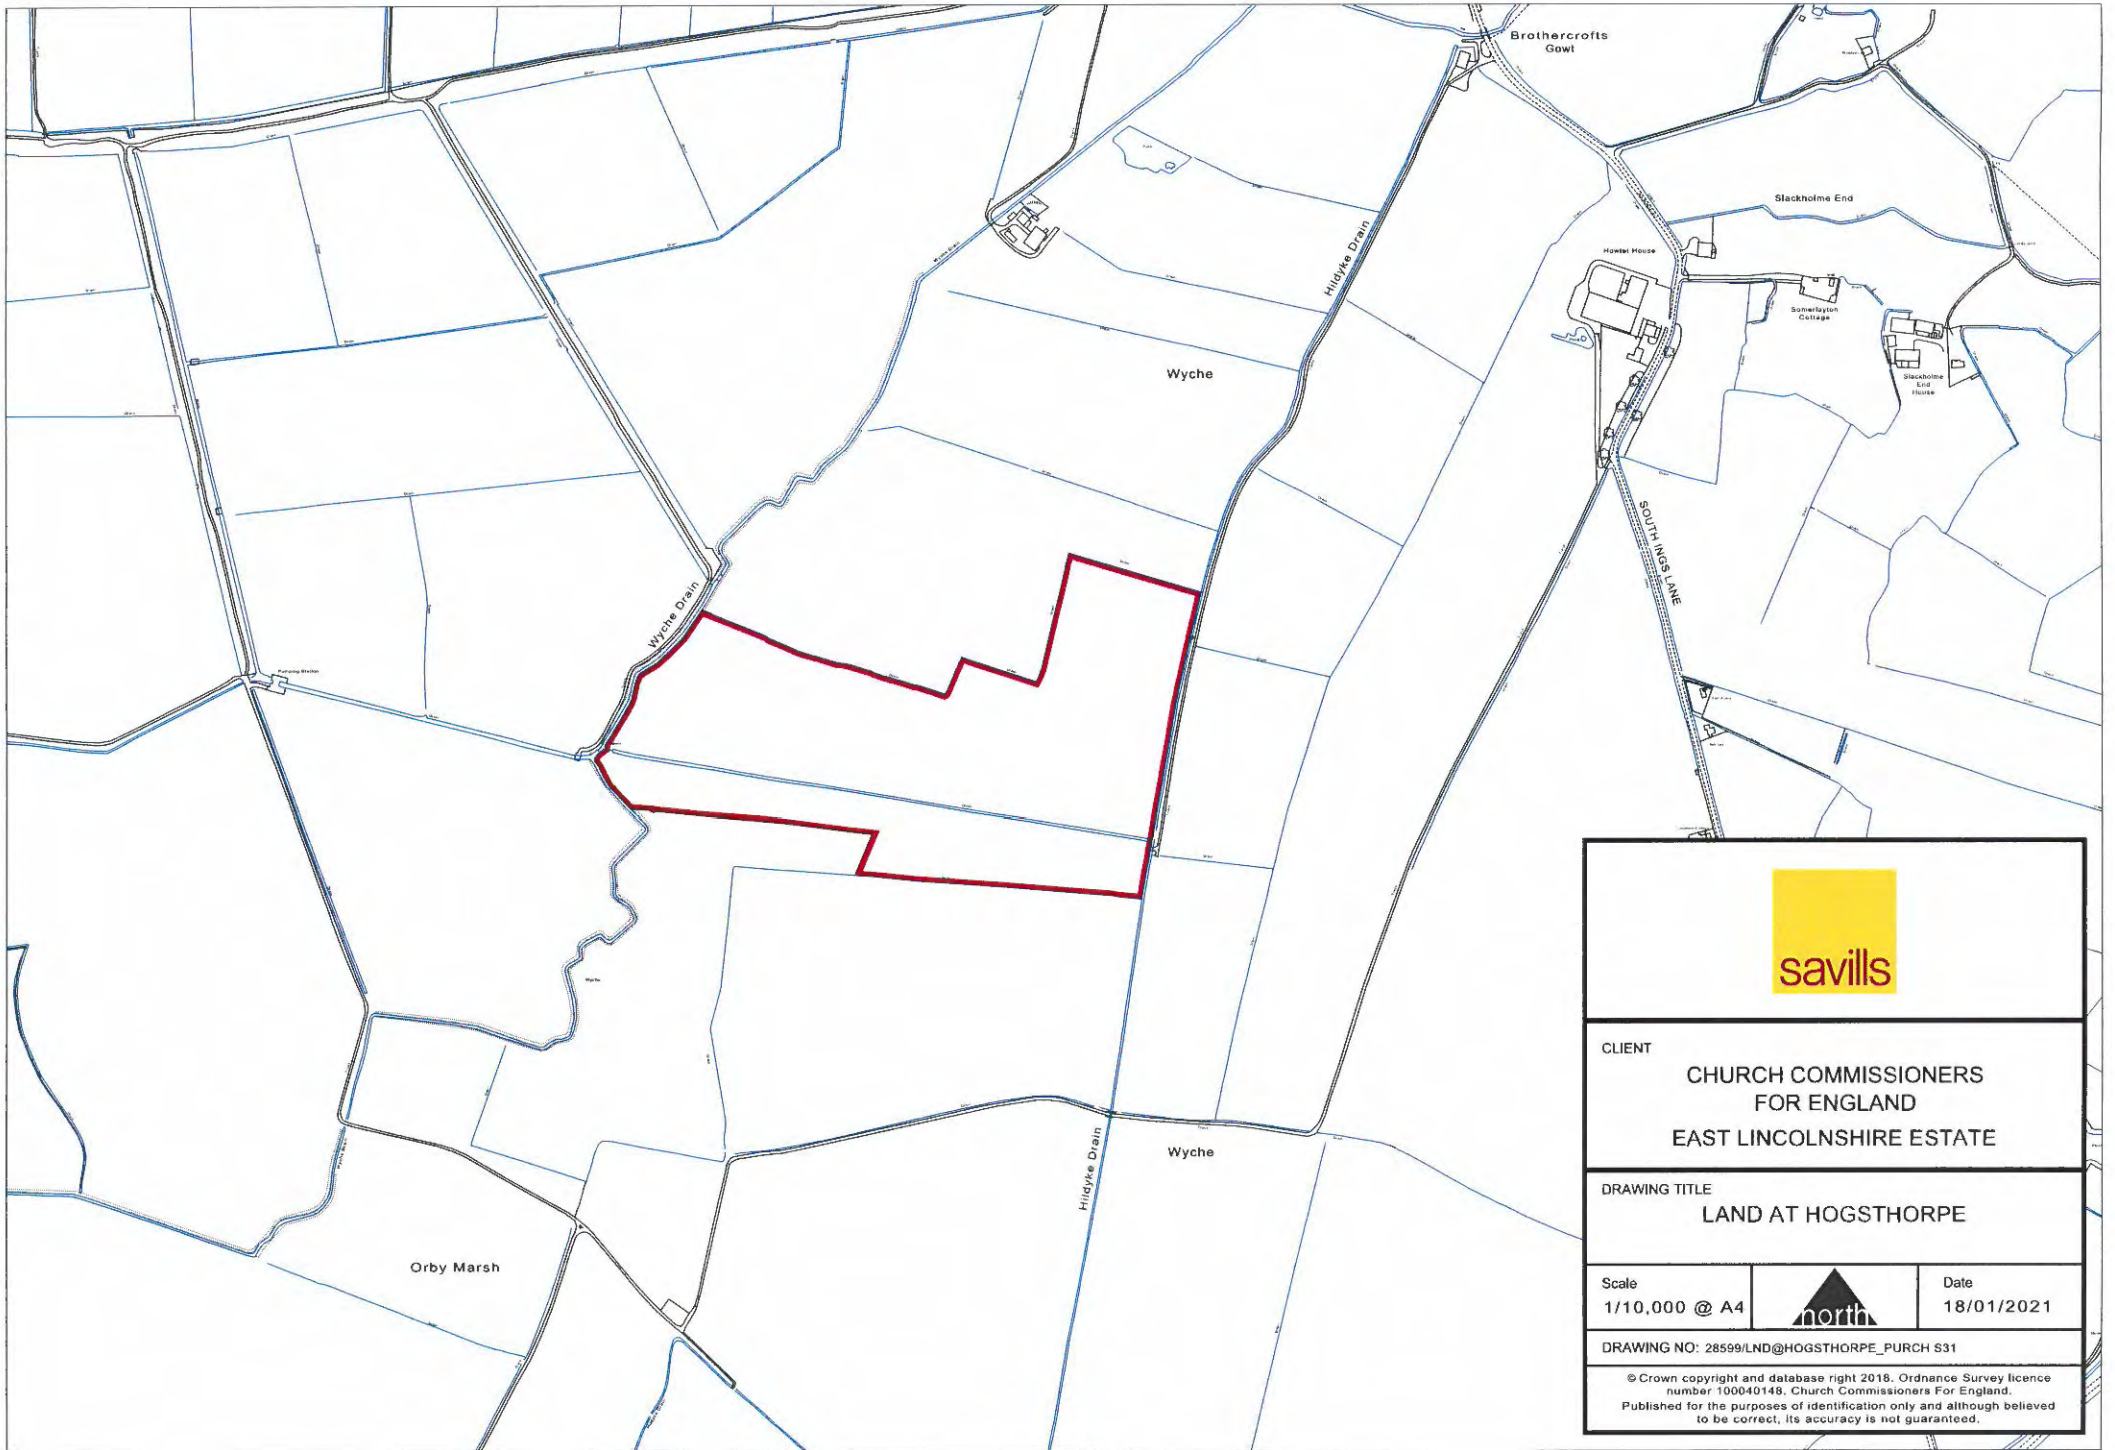 Brothercrofts
Gowt
Slackholme End
Howlet House
Hildyke Drain
Somerlayton
Cottage
Slackholme
End
House
Wyche
SOUTH INGS LANE
Wyche Drain
Pumping Station
Wyche
Hildyke Drain
Orby Marsh
savills
CLIENT
CHURCH COMMISSIONERS
FOR ENGLAND
EAST LINCOLNSHIRE ESTATE
DRAWING TITLE
LAND AT HOGSTHORPE
Scale
1/10,000 @ A4
north
Date
18/01/2021
DRAWING NO: 28599/LND@HOGSTHORPE_PURCH S31
© Crown copyright and database right 2018. Ordnance Survey licence
number 100040148. Church Commissioners For England.
Published for the purposes of identification only and although believed
to be correct, its accuracy is not guaranteed.